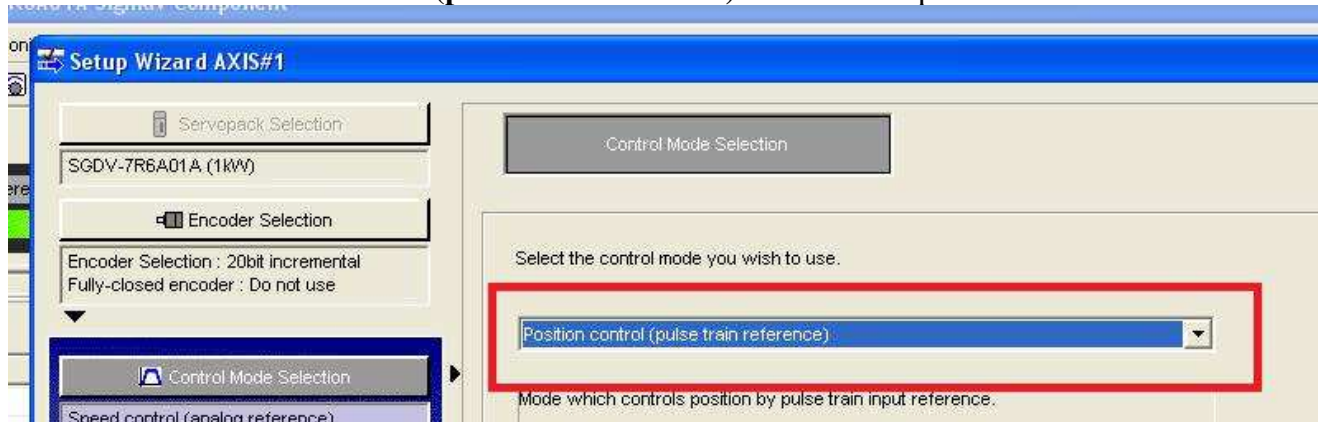 Setup Wizard AXIS#1
Servopack Selection
SGDV-7R6A01A (1kW)
Encoder Selection
Encoder Selection : 20bit incremental
Fully-closed encoder : Do not use
Control Mode Selection
Speed control (analog reference)
Control Mode Selection
Select the control mode you wish to use.
Position control (pulse train reference)
Mode which controls position by pulse train input reference.